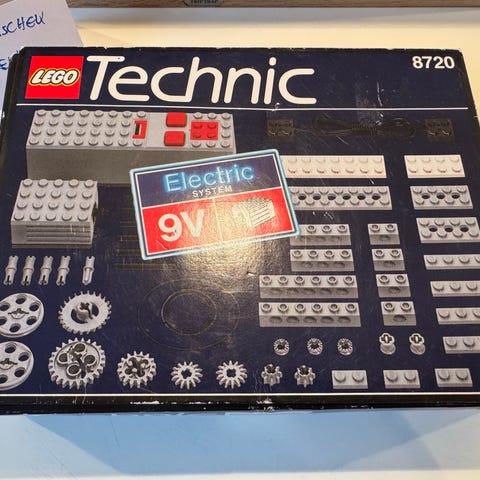 LEGO Technic 8720
Electric
SYSTEM
9V